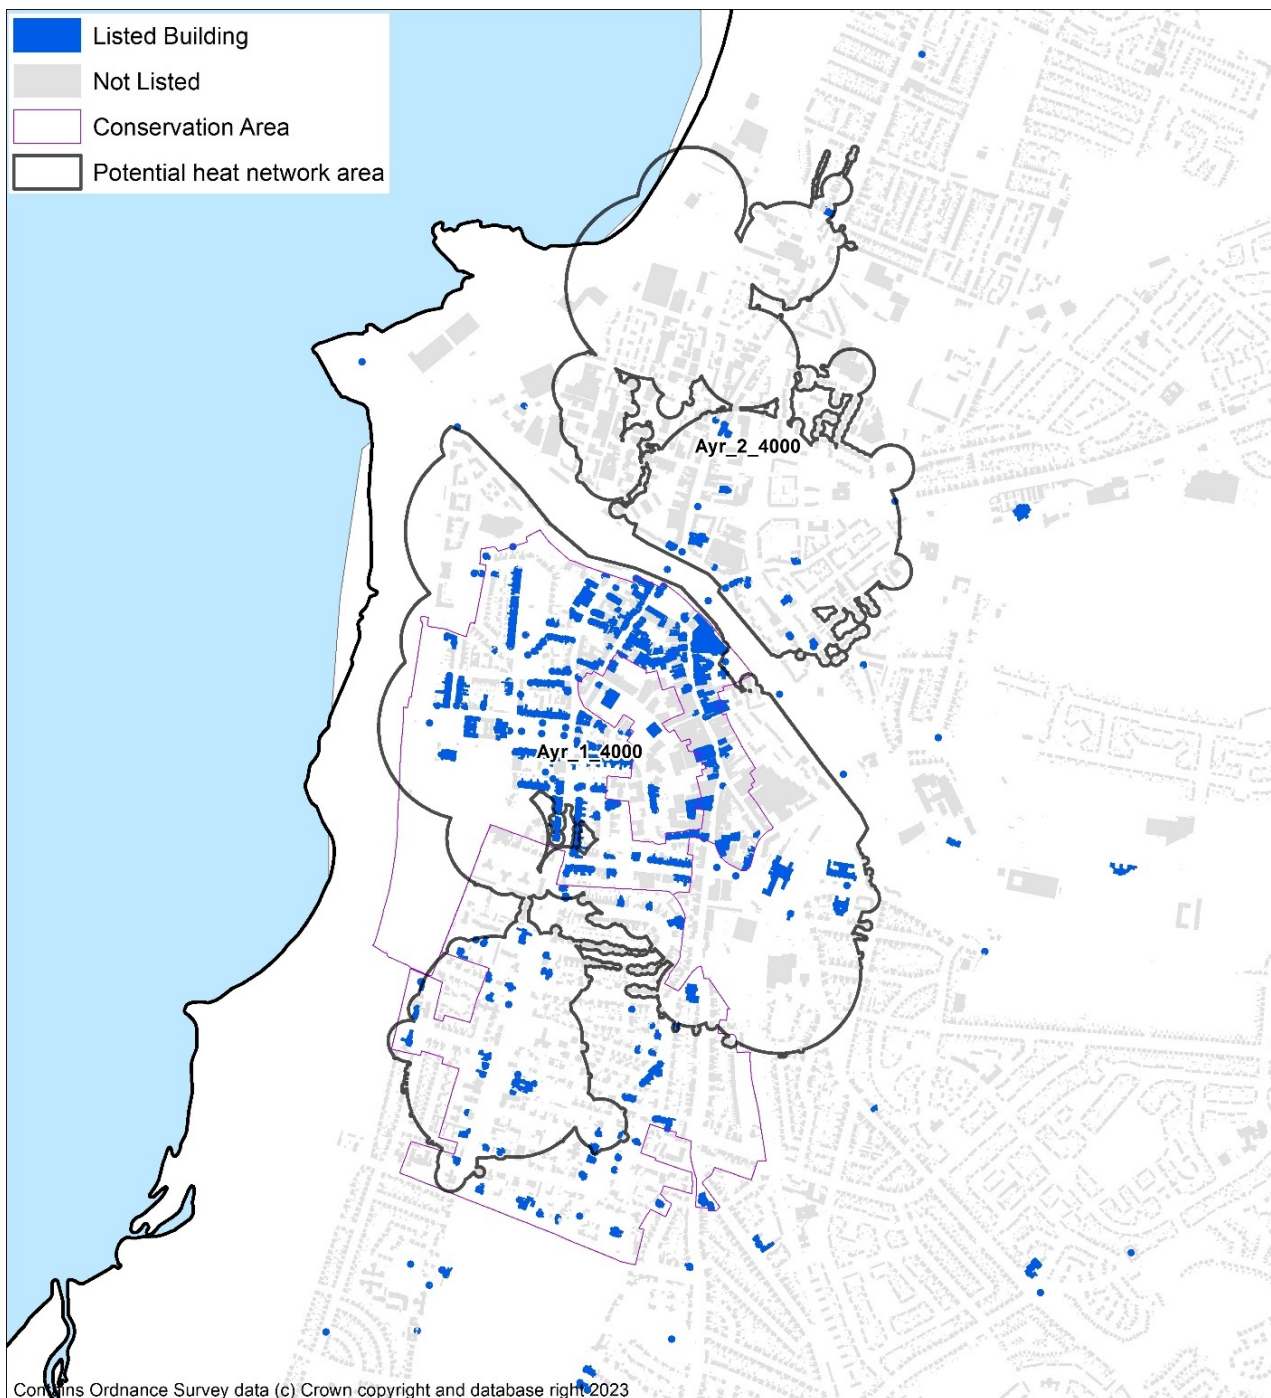 Listed Building
Not Listed
Conservation Area
Potential heat network area
Ayr_2_4000
Ayr_1_4000
Contains Ordnance Survey data (c) Crown copyright and database right 2023